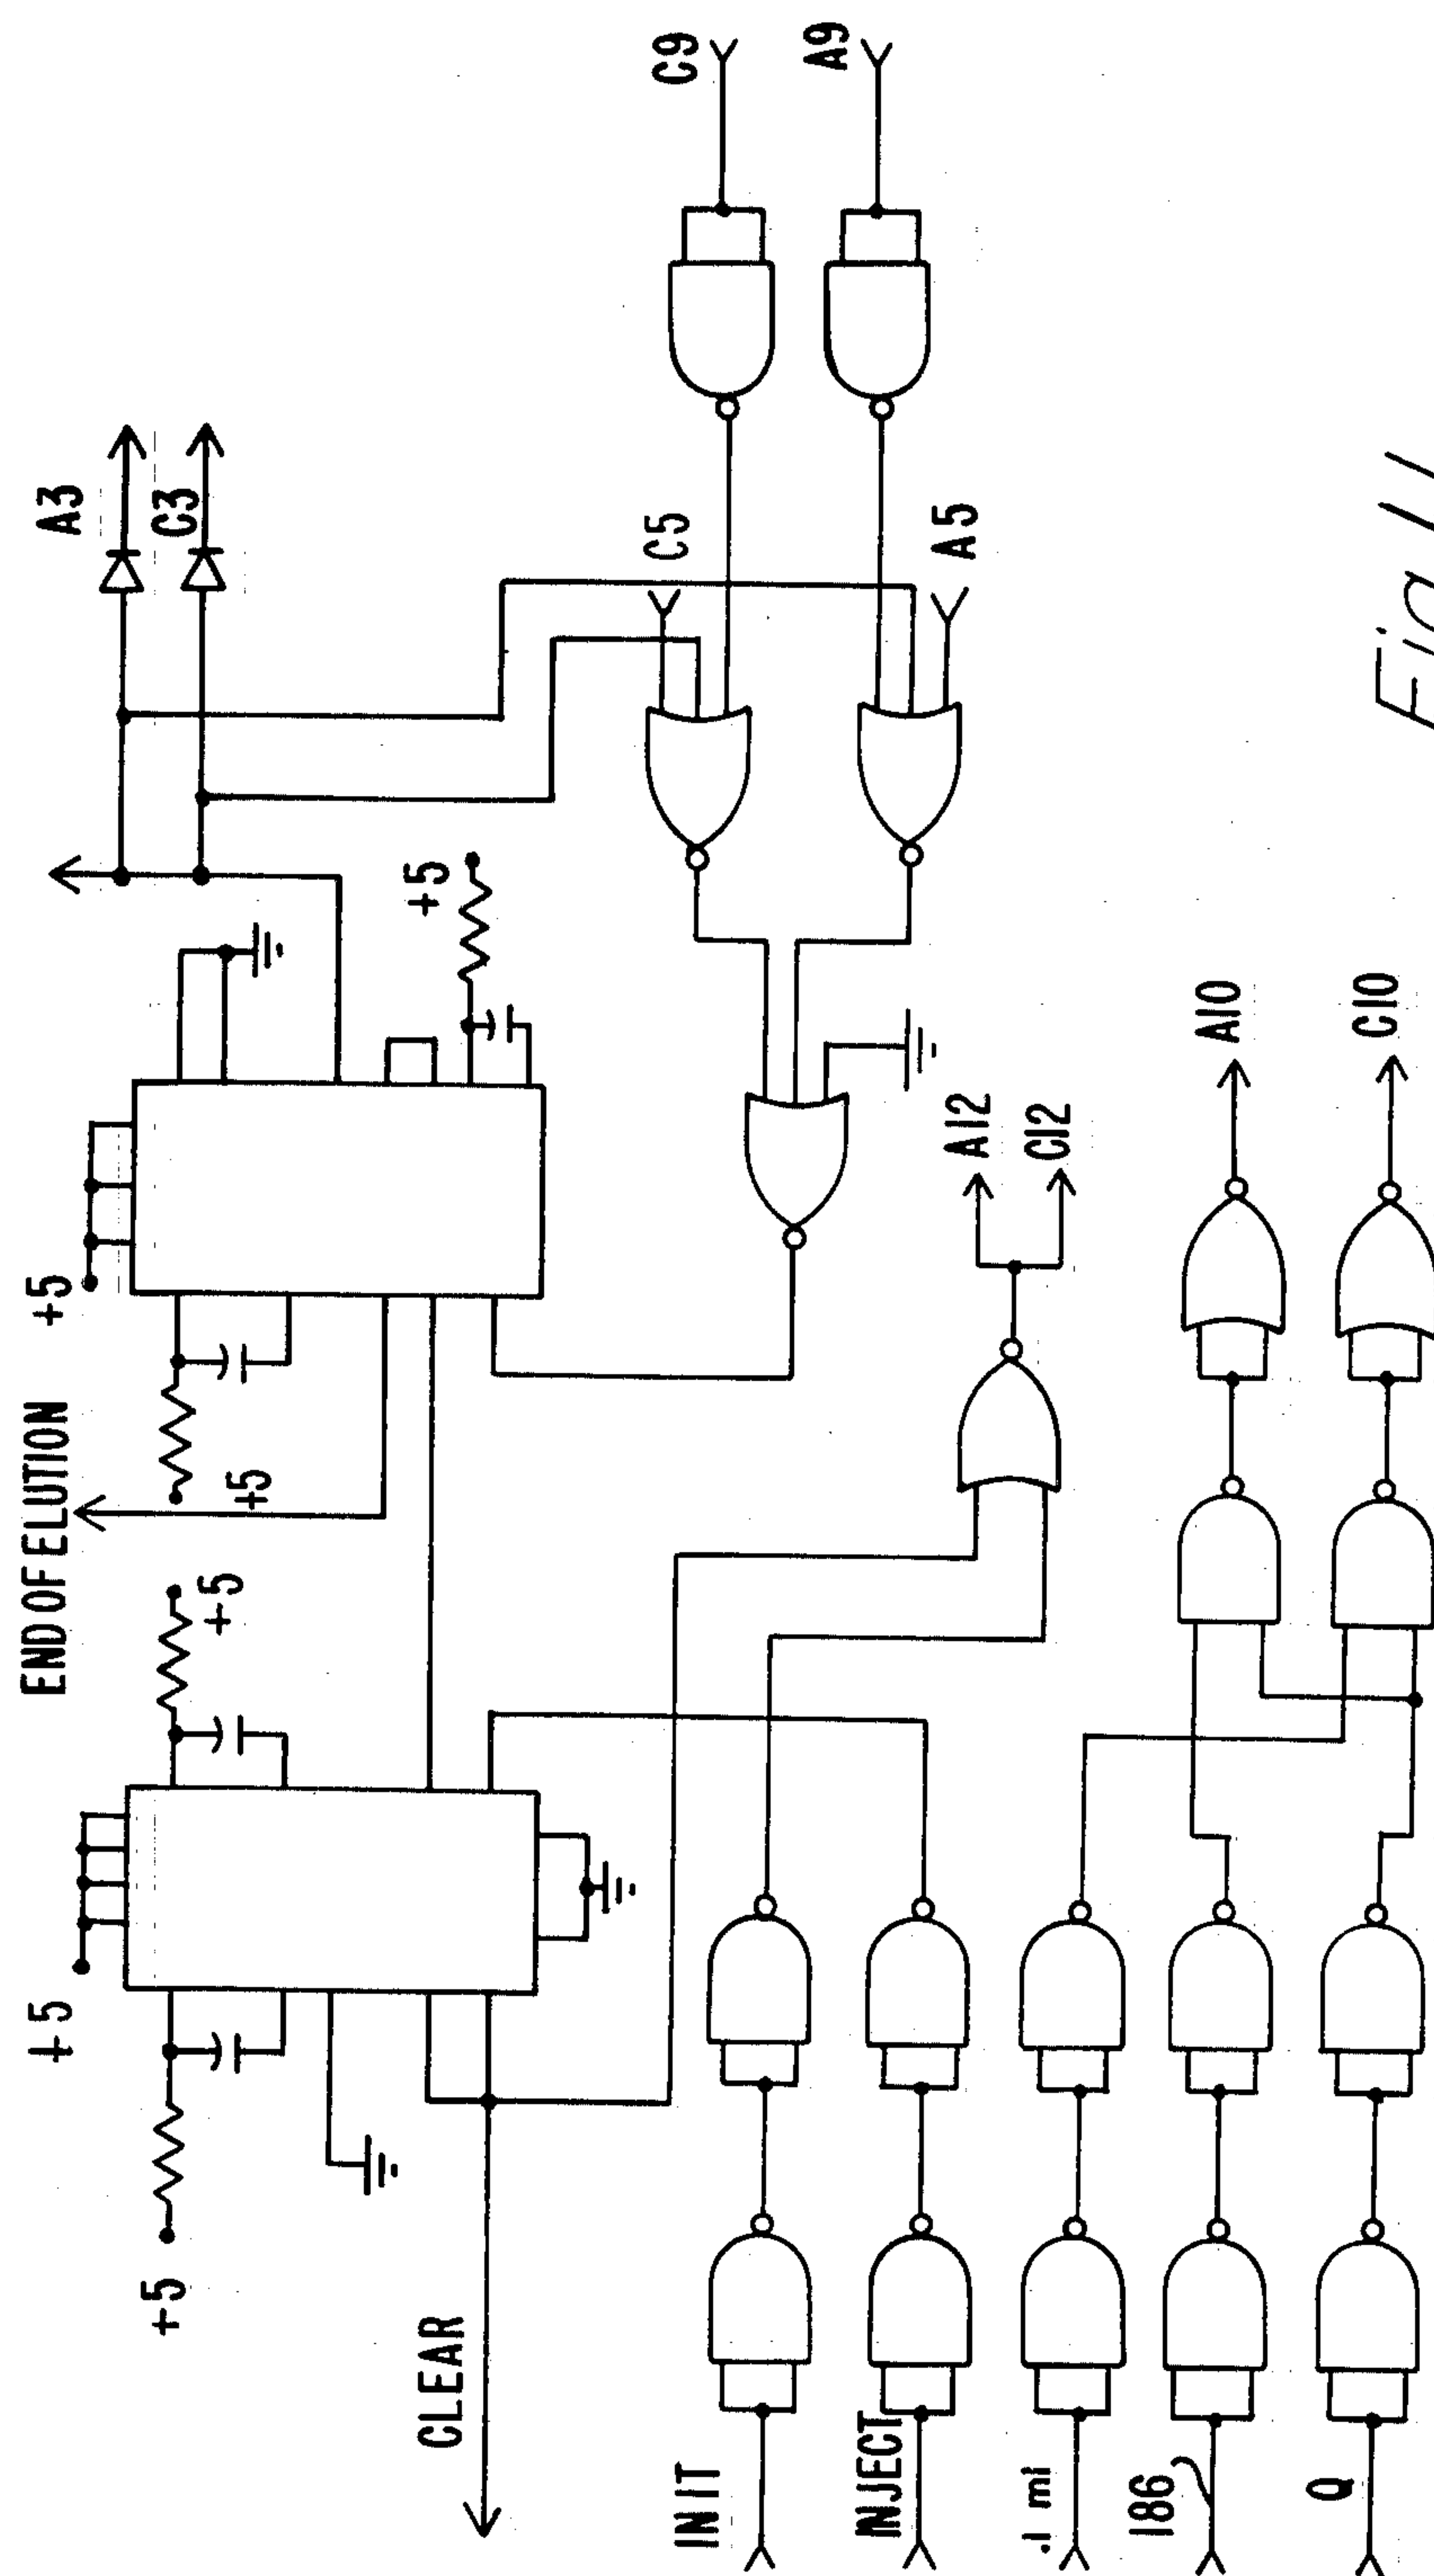 A3
C3
C9
A9
C5
A5
+5
+5
+5
END OF ELUTION
+5
+5
+5
A12
C12
A10
C10
CLEAR
INIT
INJECT
.1 ml
186
Q
Fig 11